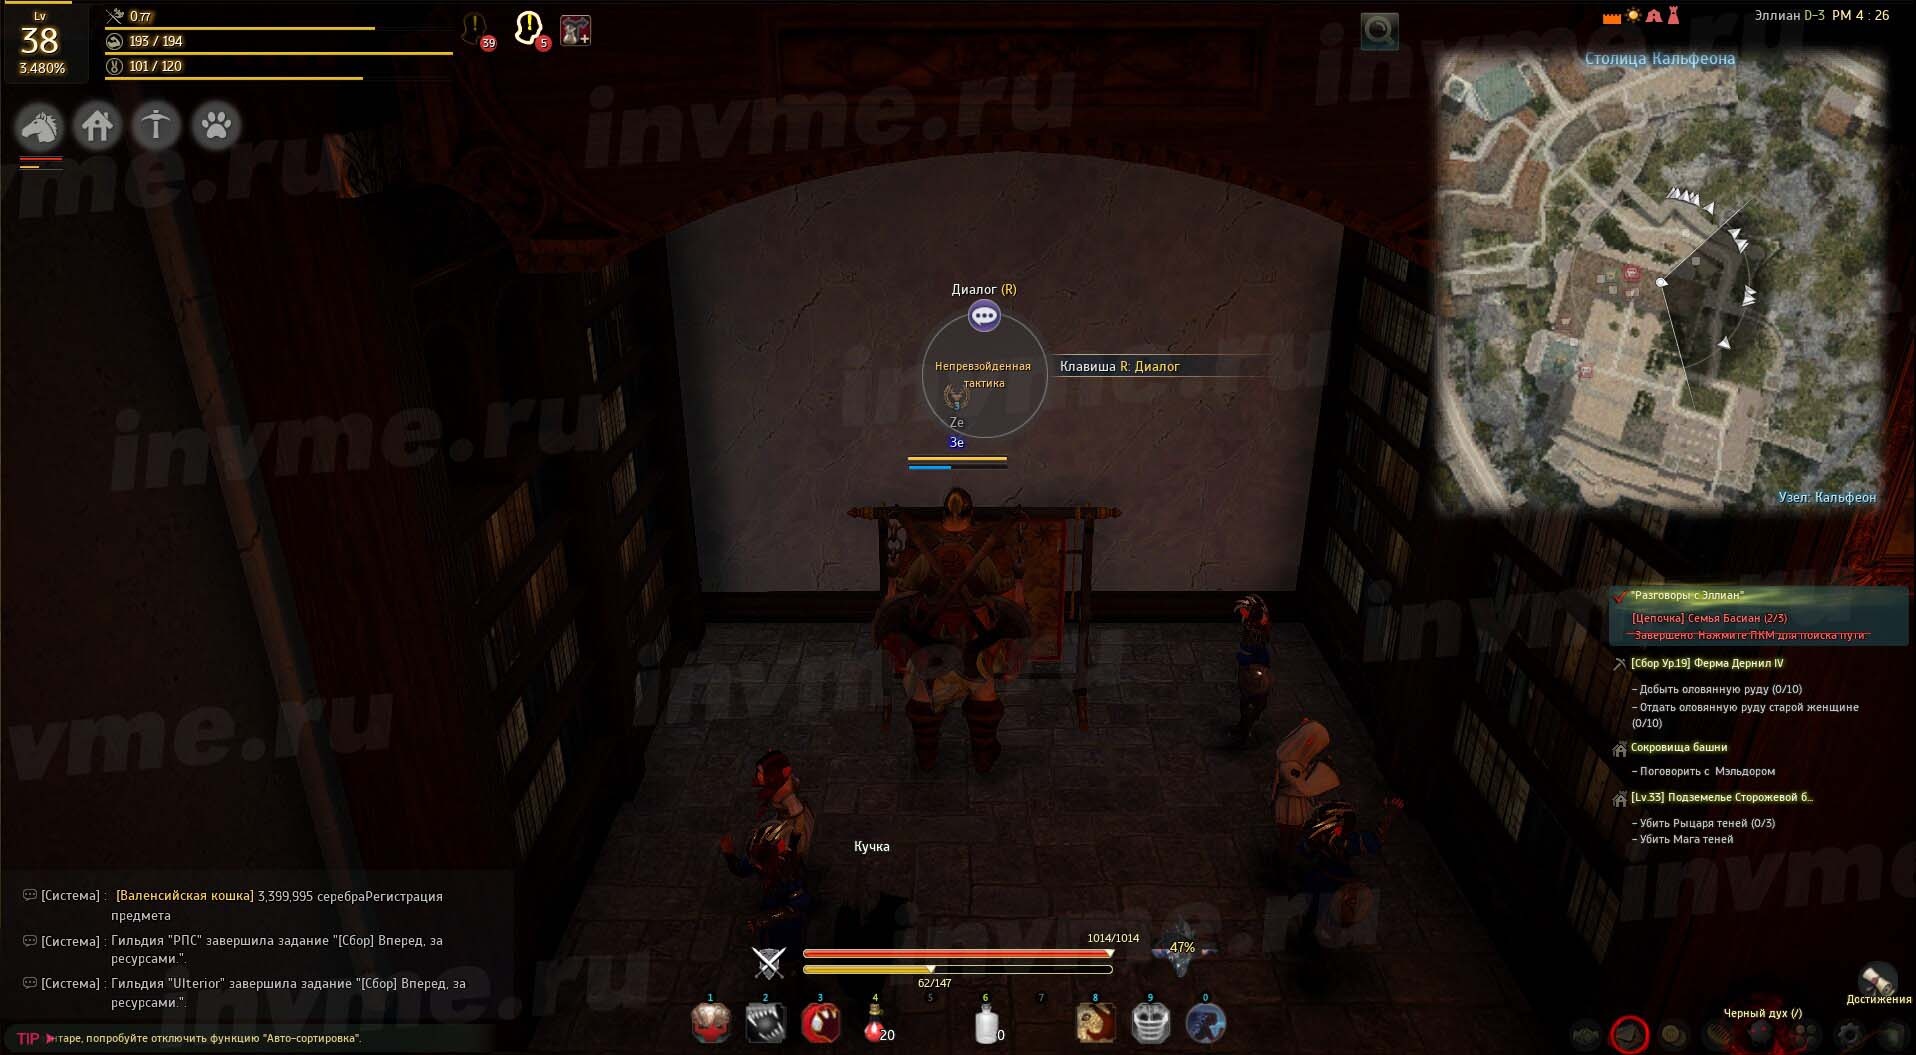 Lv
38
3.480%
0.77
193 / 194
101 / 120
39
5
Эллиан D-3 PM 4 : 26
Столица Кальфеона
Узел: Кальфеон
invme.ru
invme.ru
invme.ru
Диалог (R)
Непревзойденная
тактика
3
Ze
Зе
Клавиша R: Диалог
"Разговоры с Эллиан"
[Цепочка] Семья Басиан (2/3)
Завершено. Нажмите ПКМ для поиска пути.
[Сбор Ур.19] Ферма Дернил IV
- Добыть оловянную руду (0/10)
- Отдать оловянную руду старой женщине
(0/10)
Сокровища башни
- Поговорить с Мэльдором
[Lv.33] Подземелье Сторожевой б...
- Убить Рыцаря теней (0/3)
- Убить Мага теней
Кучка
[Система] : [Валенсийская кошка] 3,399,995 серебраРегистрация
предмета
[Система] : Гильдия "РПС" завершила задание "[Сбор] Вперед, за
ресурсами.".
[Система] : Гильдия "Ulterior" завершила задание "[Сбор] Вперед, за
ресурсами.".
TIP таре, попробуйте отключить функцию "Авто-сортировка".
1014/1014
47%
62/147
1 2 3 4 5 6 7 8 9 0
20
0
Достижения
Черный дух (/)